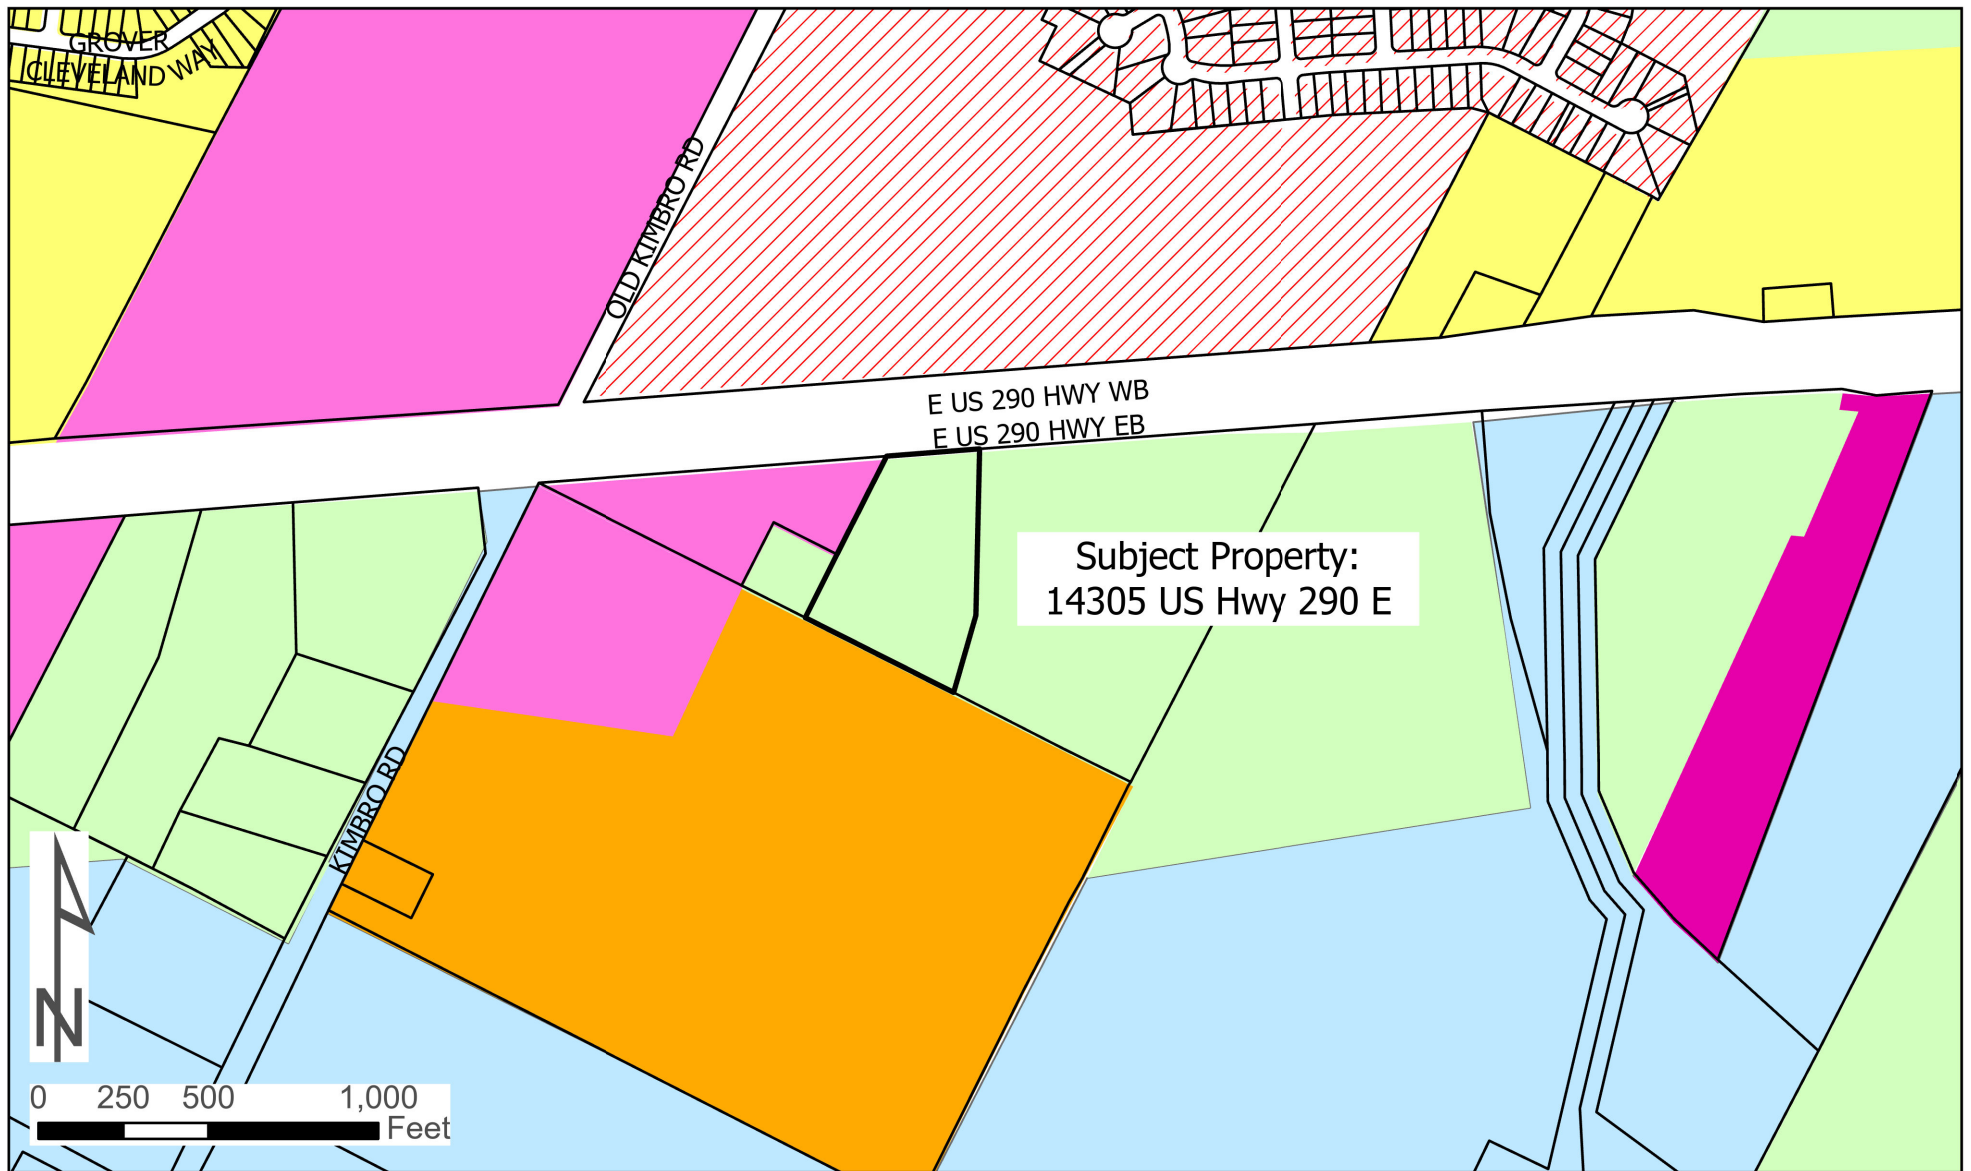 GROVER
CLEVELAND WAY
OLD KIMBRO RD
E US 290 HWY WB
E US 290 HWY EB
Subject Property:
14305 US Hwy 290 E
KIMBRO RD
N
0 250 500 1,000
Feet